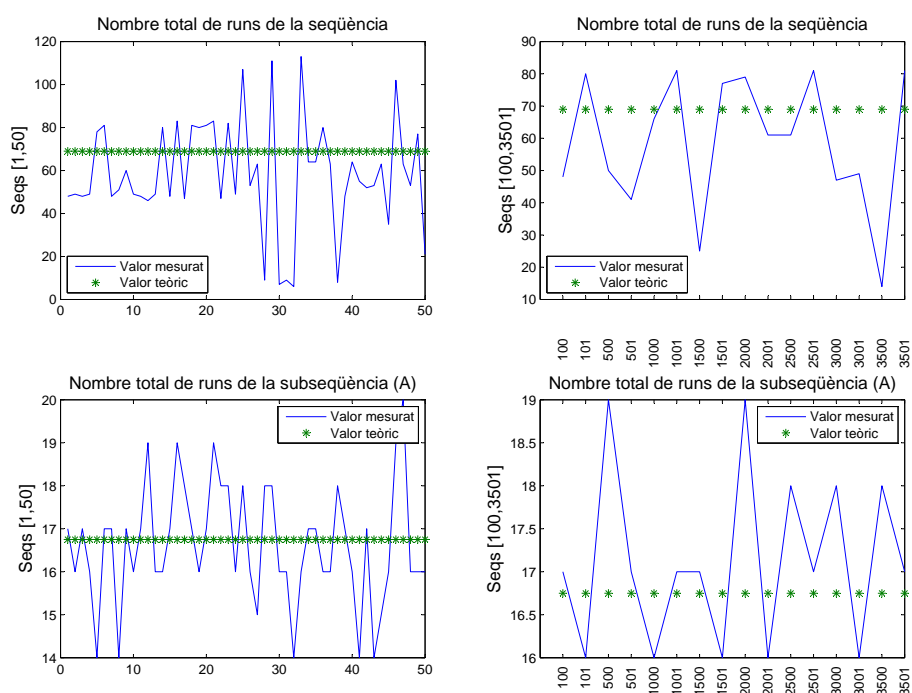 Nombre total de runs de la seqüència
120
100
80
60
40
20
0
Seqs [1,50]
Valor mesurat
Valor teòric
0 10 20 30 40 50
Nombre total de runs de la seqüència
90
80
70
60
50
40
30
20
10
Seqs [100,3501]
Valor mesurat
Valor teòric
100 101 500 501 1000 1001 1500 1501 2000 2001 2500 2501 3000 3001 3500 3501
Nombre total de runs de la subseqüència (A)
20
19
18
17
16
15
14
Seqs [1,50]
Valor mesurat
Valor teòric
0 10 20 30 40 50
Nombre total de runs de la subseqüència (A)
19
18.5
18
17.5
17
16.5
16
Seqs [100,3501]
Valor mesurat
Valor teòric
100 101 500 501 1000 1001 1500 1501 2000 2001 2500 2501 3000 3001 3500 3501